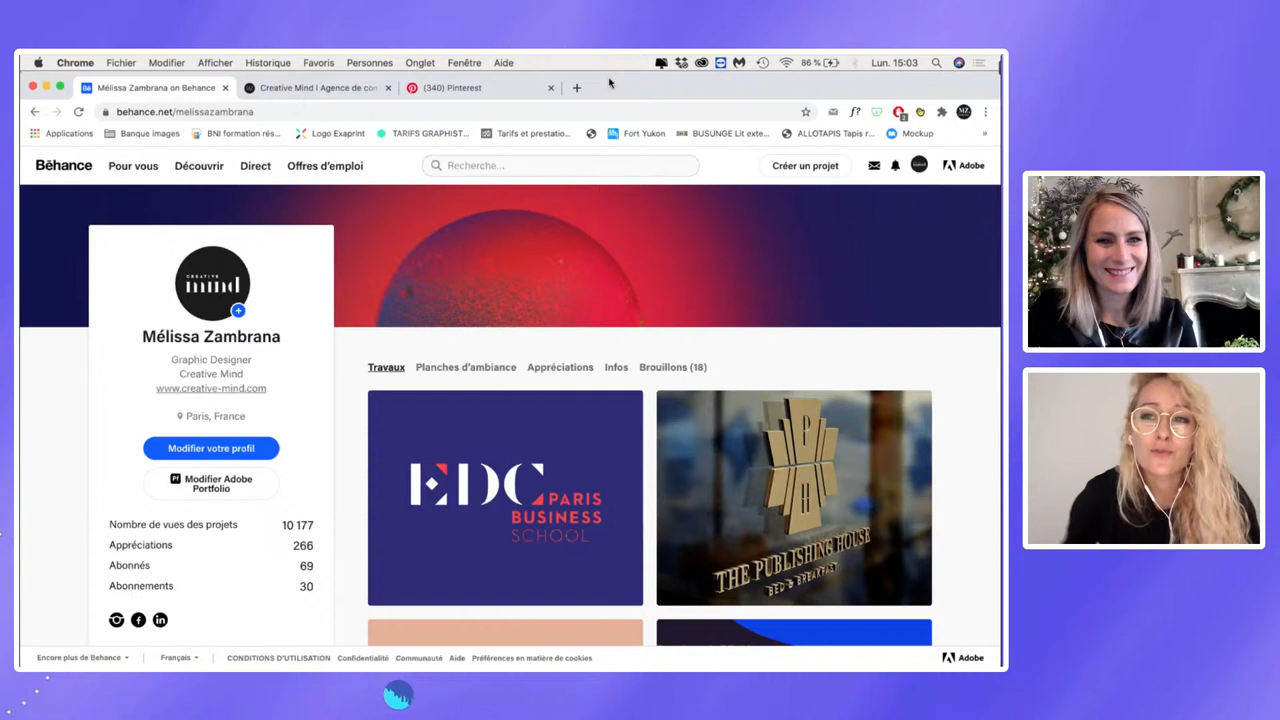 Chrome Fichier Modifier Afficher Historique Favoris Personnes Onglet Fenêtre Aide 86 % Lun. 15:03
Mélissa Zambrana on Behance
Creative Mind I Agence de con
(340) Pinterest
behance.net/melissazambrana
Applications Banque images BNI formation rés... Logo Exaprint TARIFS GRAPHIST... Tarifs et prestatio... Fort Yukon BUSUNGE Lit exte... ALLOTAPIS Tapis r... Mockup »
Bēhance Pour vous Découvrir Direct Offres d'emploi Recherche... Créer un projet Adobe
CREATIVE
mind
Mélissa Zambrana
Graphic Designer
Creative Mind
www.creative-mind.com
Paris, France
Modifier votre profil
Modifier Adobe
Portfolio
Nombre de vues des projets 10 177
Appréciations 266
Abonnés 69
Abonnements 30
Travaux Planches d'ambiance Appréciations Infos Brouillons (18)
EDC PARIS
BUSINESS
SCHOOL
P
H
THE PUBLISHING HOUSE
BED & BREAKFAST
Encore plus de Behance Français CONDITIONS D'UTILISATION Confidentialité Communauté Aide Préférences en matière de cookies Adobe